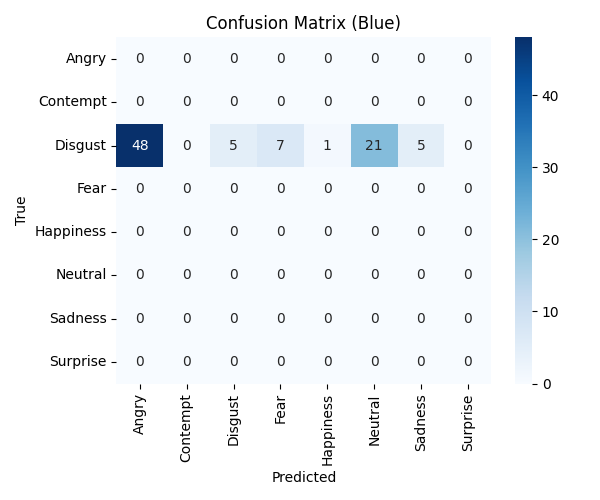 Confusion Matrix (Blue)
Angry 0 0 0 0 0 0 0 0
Contempt 0 0 0 0 0 0 0 0
Disgust 48 0 5 7 1 21 5 0
Fear 0 0 0 0 0 0 0 0
Happiness 0 0 0 0 0 0 0 0
Neutral 0 0 0 0 0 0 0 0
Sadness 0 0 0 0 0 0 0 0
Surprise 0 0 0 0 0 0 0 0
True
Angry Contempt Disgust Fear Happiness Neutral Sadness Surprise
Predicted
40
30
20
10
0